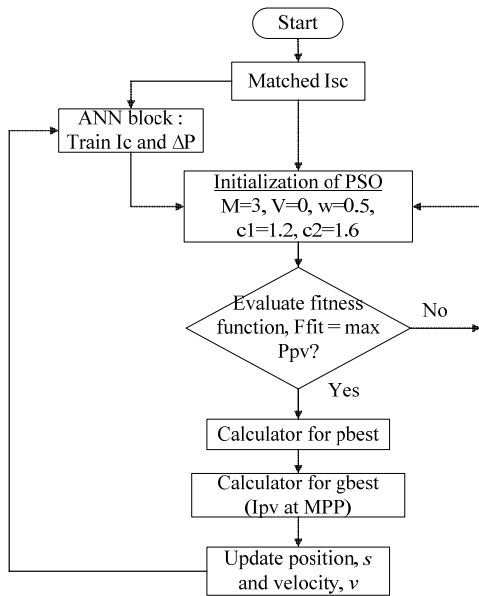 Start
Matched Isc
ANN block :
Train Ic and ΔP
Initialization of PSO
M=3, V=0, w=0.5,
c1=1.2, c2=1.6
Evaluate fitness
function, Ffit = max
Ppv?
No
Yes
Calculator for pbest
Calculator for gbest
(Ipv at MPP)
Update position, s
and velocity, v